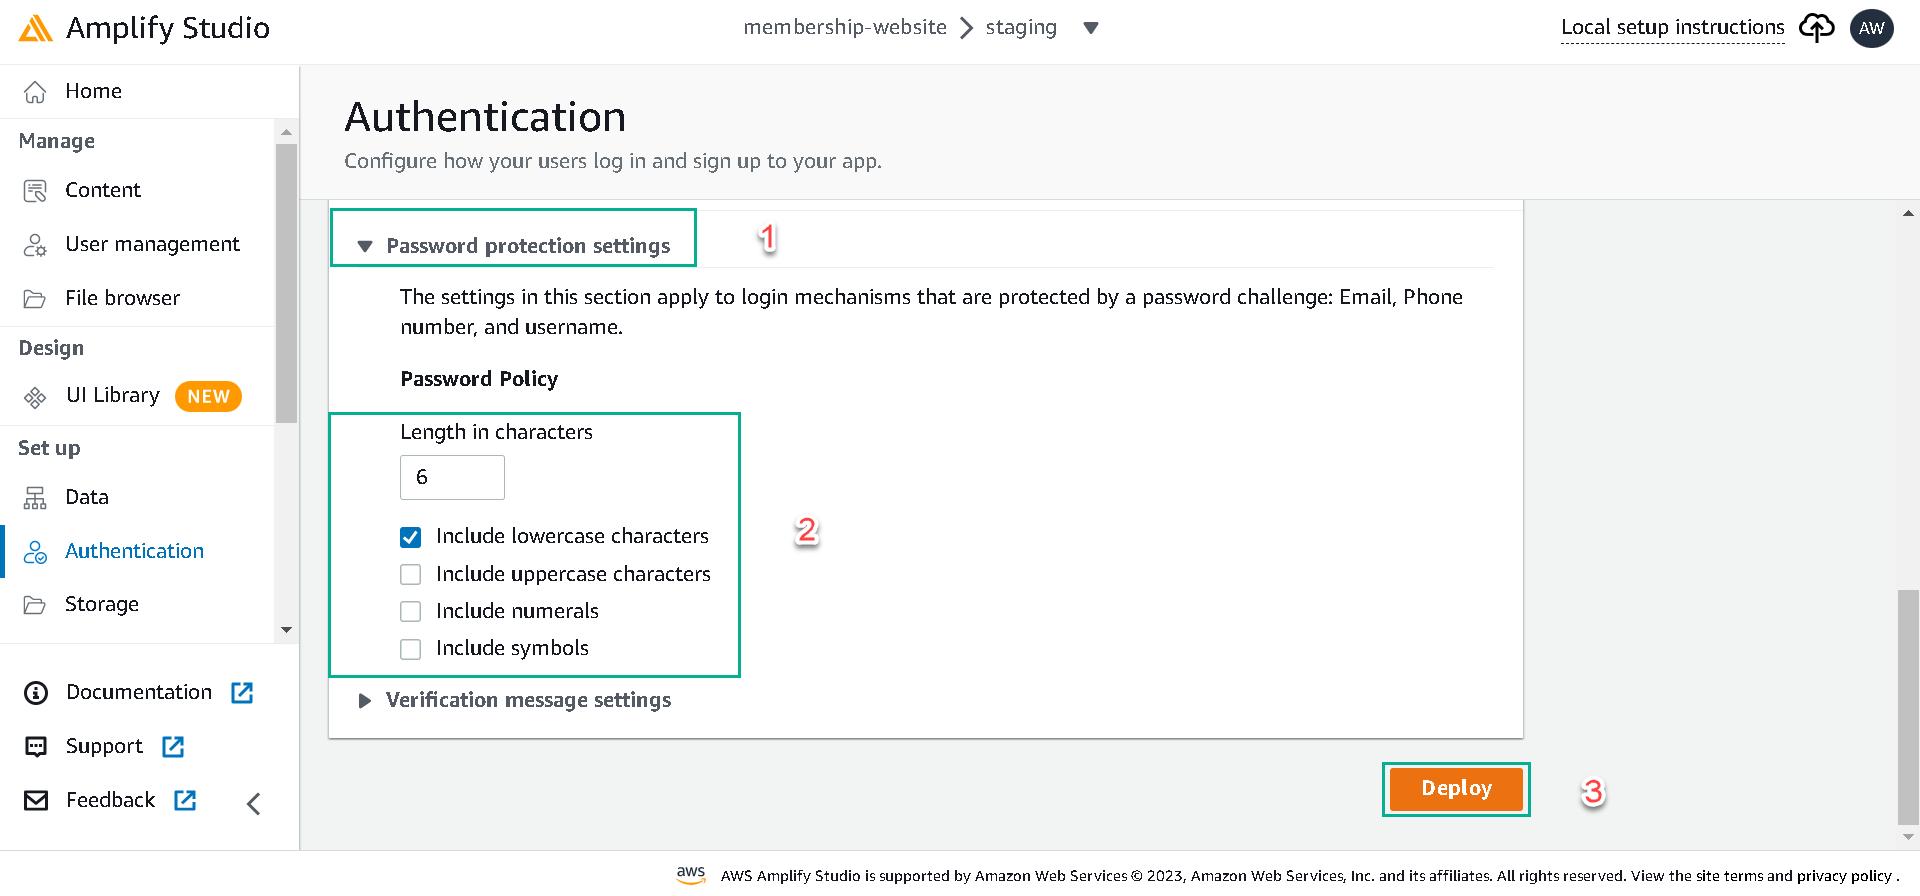 Amplify Studio
membership-website
staging
Local setup instructions
AW
Home
Manage
Content
User management
File browser
Design
UI Library
NEW
Set up
Data
Authentication
Storage
Documentation
Support
Feedback
Authentication
Configure how your users log in and sign up to your app.
Password protection settings
1
The settings in this section apply to login mechanisms that are protected by a password challenge: Email, Phone
number, and username.
Password Policy
Length in characters
6
Include lowercase characters
Include uppercase characters
Include numerals
Include symbols
2
Verification message settings
Deploy
3
aws
AWS Amplify Studio is supported by Amazon Web Services © 2023, Amazon Web Services, Inc. and its affiliates. All rights reserved. View the site terms and privacy policy .